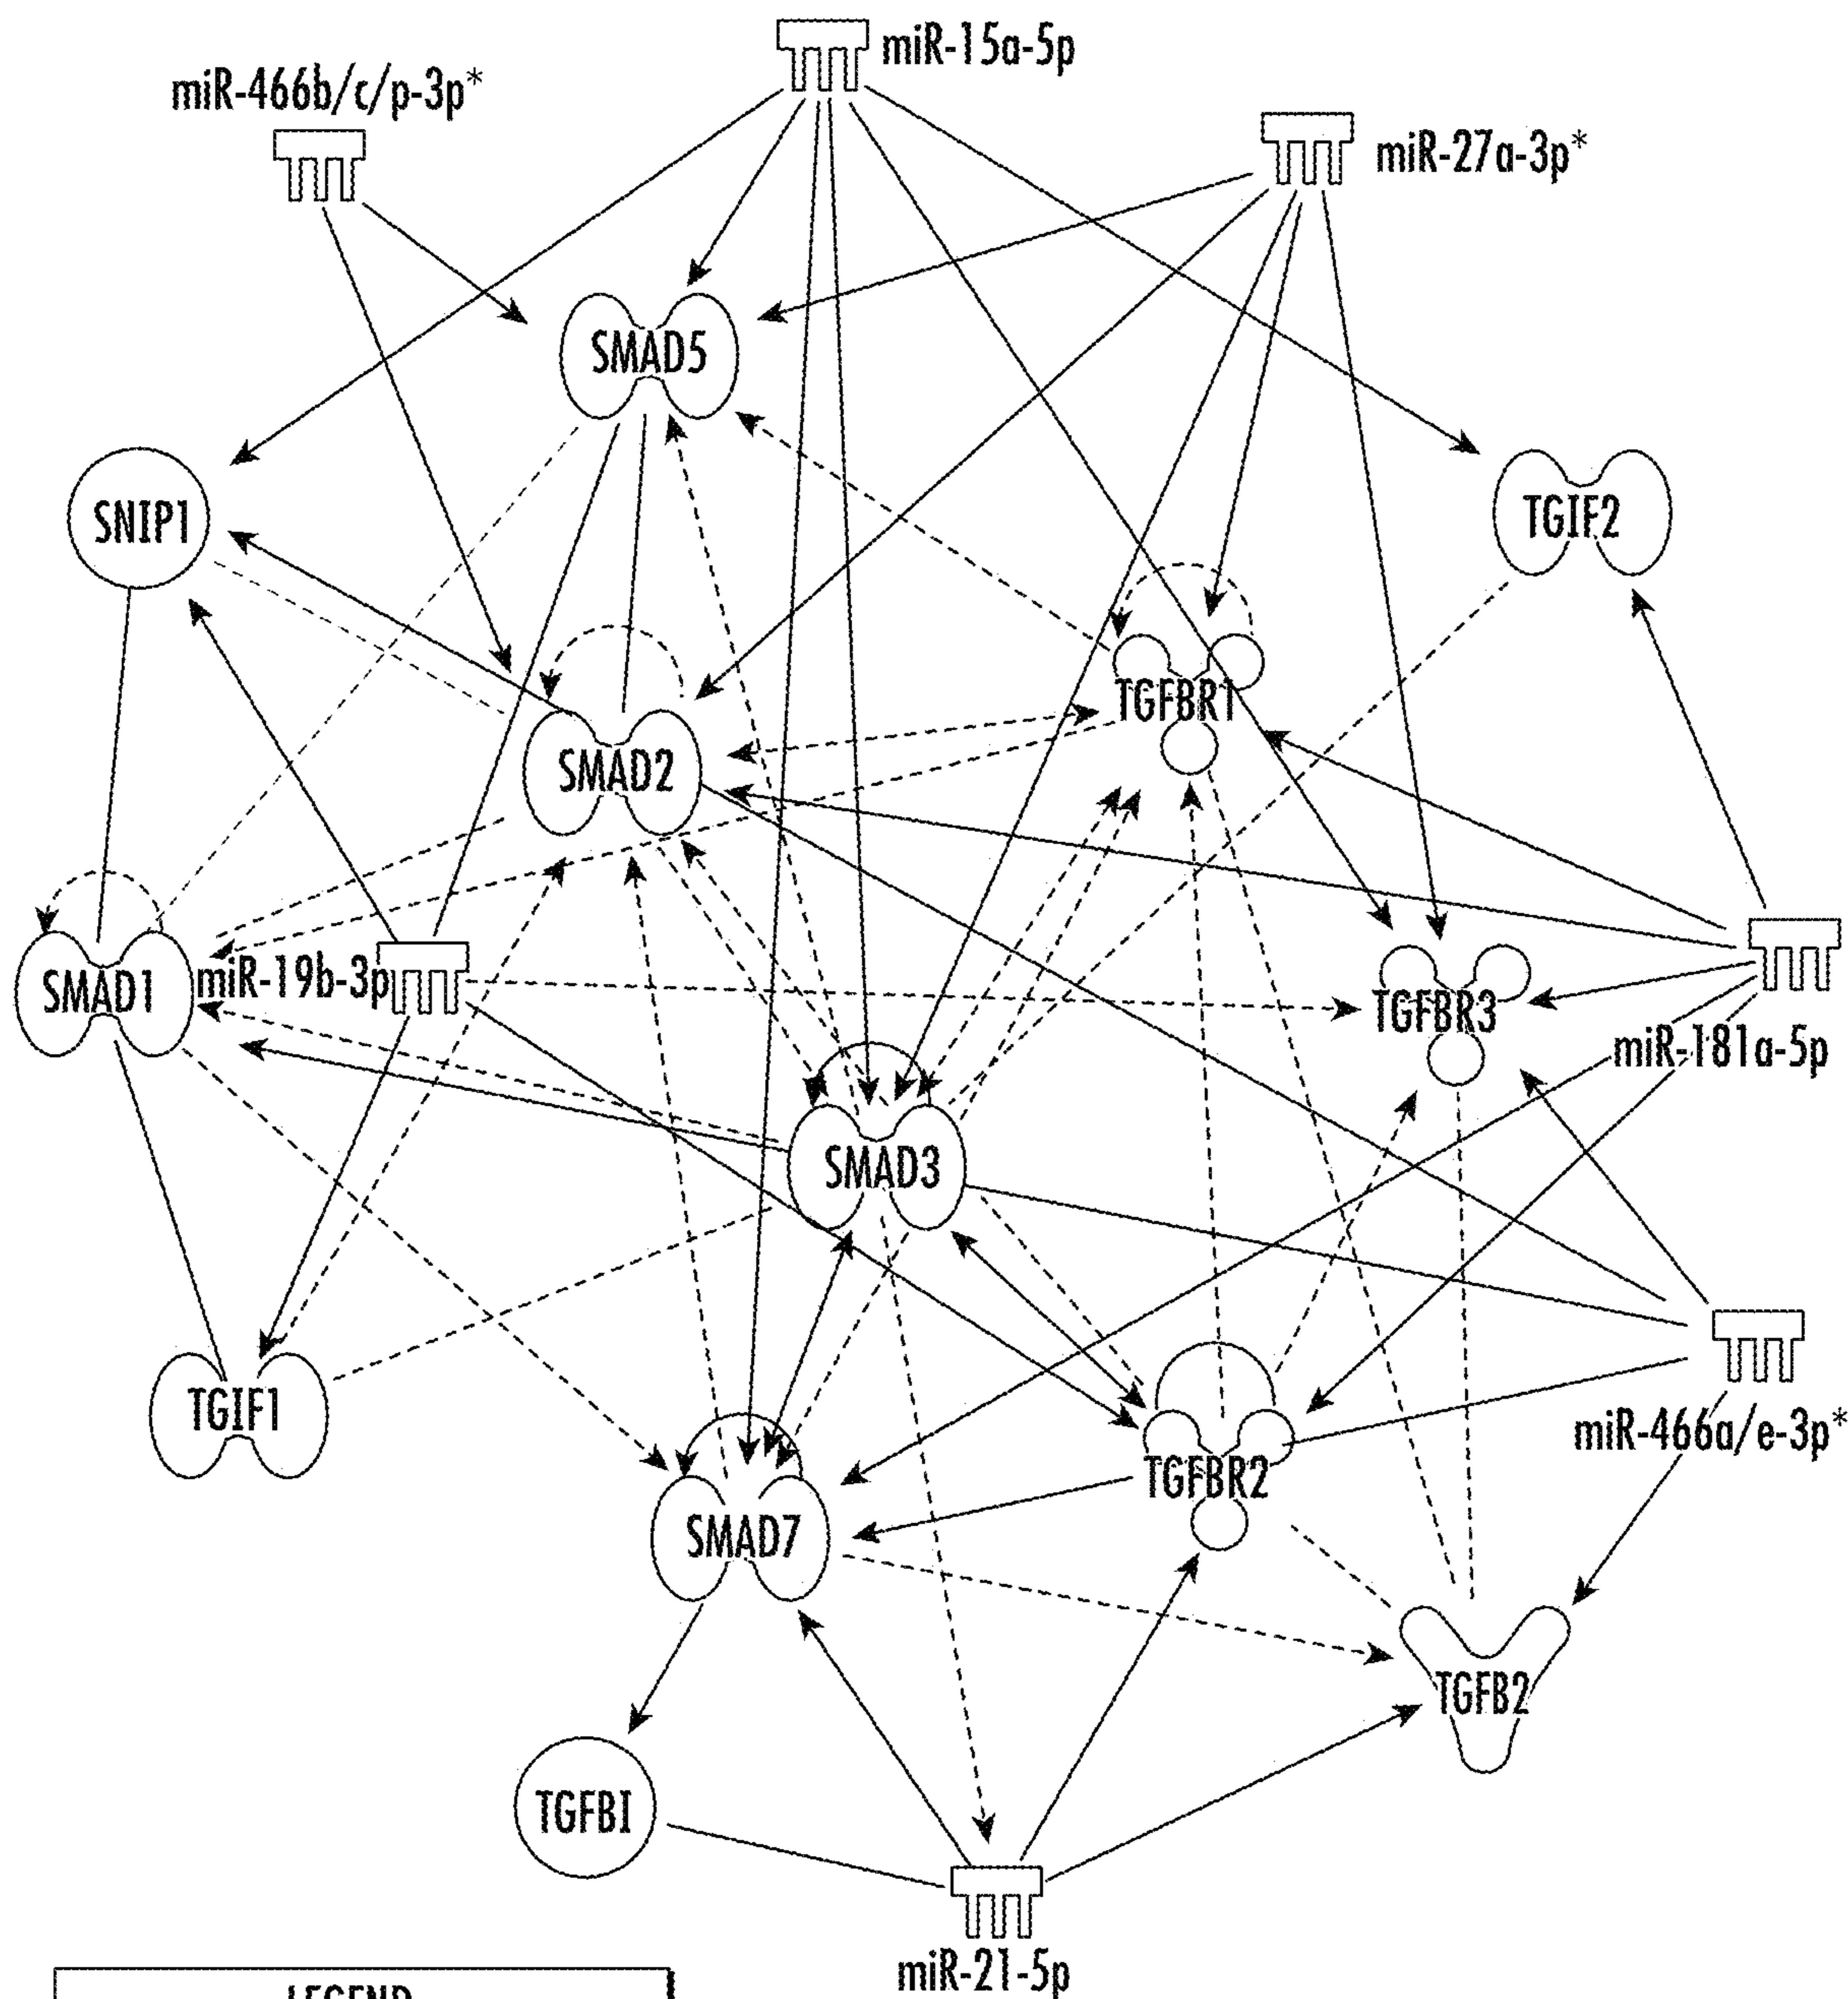 miR-15a-5p
miR-466b/c/p-3p*
miR-27a-3p*
SMAD5
SNIP1
TGIF2
TGFBR1
SMAD2
SMAD1
miR-19b-3p
TGFBR3
miR-181a-5p
SMAD3
TGIF1
miR-466a/e-3p*
TGFBR2
SMAD7
TGFB2
TGFBI
miR-21-5p
LEGEND